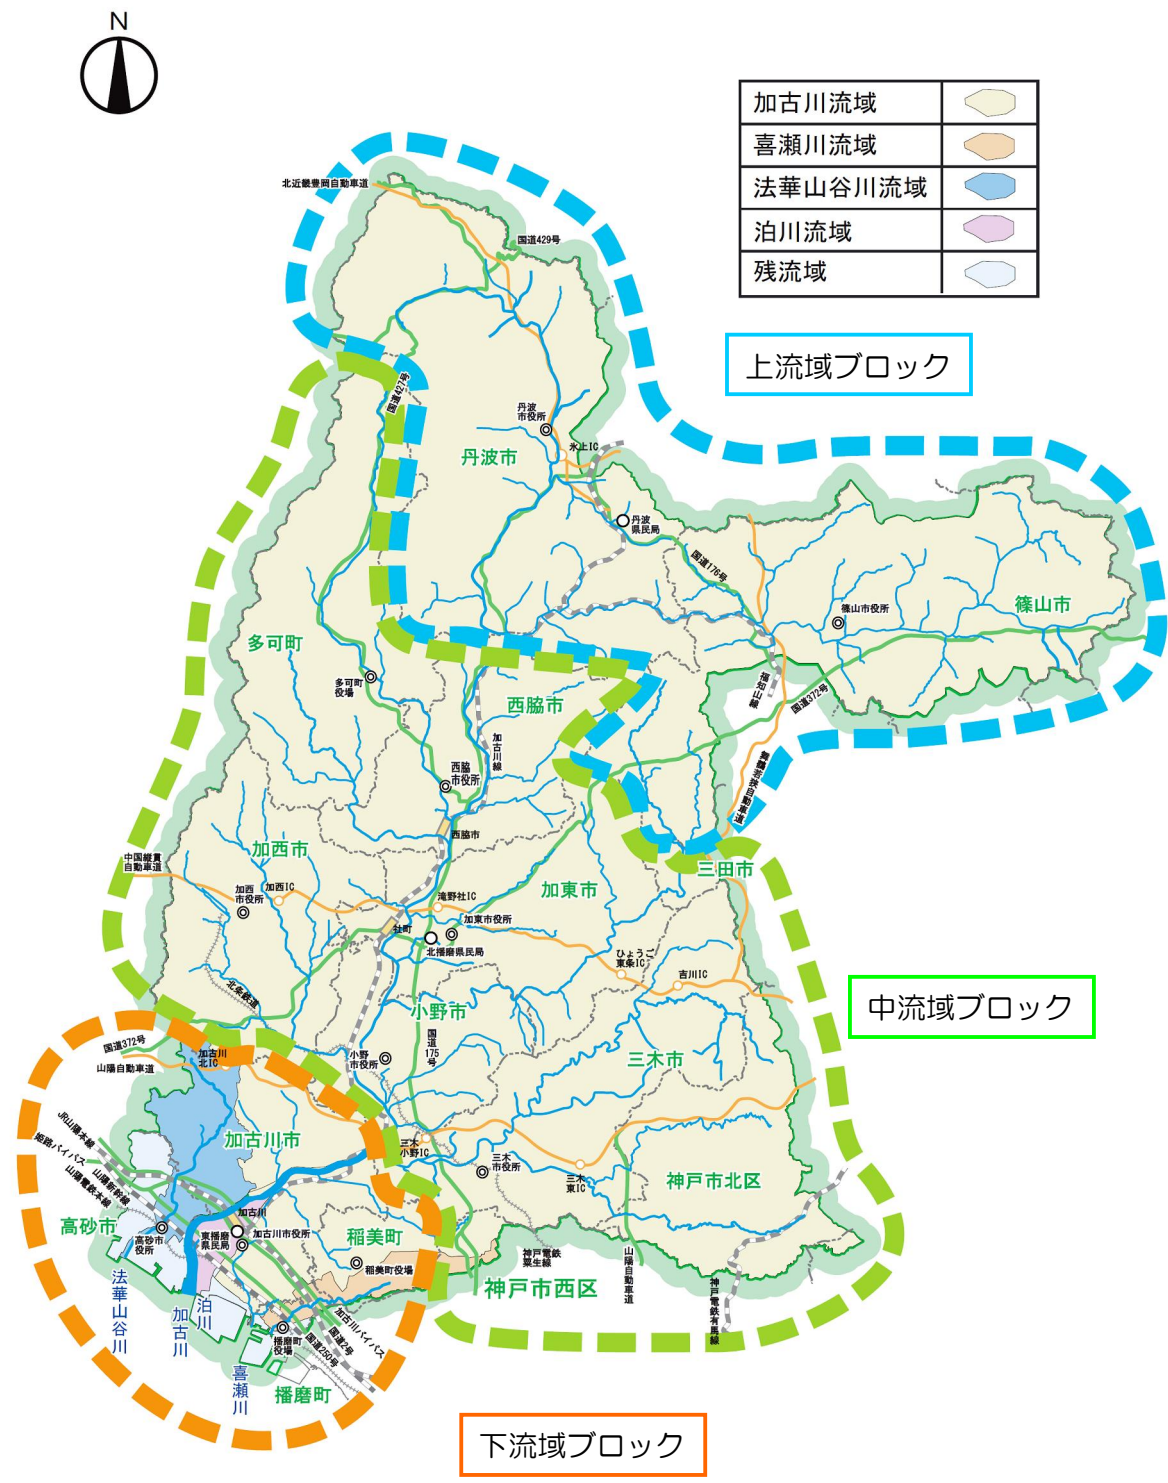 N
加古川流域
喜瀬川流域
法華山谷川流域
泊川流域
残流域
北近畿豊岡自動車道
国道429号
上流域ブロック
国道427号
丹波
市役所
氷上IC
丹波市
丹波
県民局
国道176号
篠山市役所
篠山市
多可町
多可町
役場
福知山線
国道372号
西脇市
加古川線
西脇
市役所
舞鶴若狭自動車道
西脇市
加西市
中国縦貫
自動車道
三田市
加西
市役所
加西IC
加東市
滝野社IC
加東市役所
社町
北播磨県民局
ひょうご
東条IC
吉川IC
北条鉄道
中流域ブロック
小野市
国道175号
国道372号
山陽自動車道
加古川
北IC
小野
市役所
三木市
JR山陽本線
姫路バイパス
山陽電鉄本線
山陽新幹線
加古川市
三木
小野IC
三木
市役所
三木
東IC
神戸市北区
高砂市
高砂市
役所
加古川
東播磨
県民局
加古川市役所
稲美町
稲美町役場
神戸電鉄
粟生線
山陽自動車道
神戸市西区
神戸電鉄有馬線
法華山谷川
加古川
泊川
喜瀬川
播磨町
役場
国道250号
国道2号
加古川バイパス
播磨町
下流域ブロック